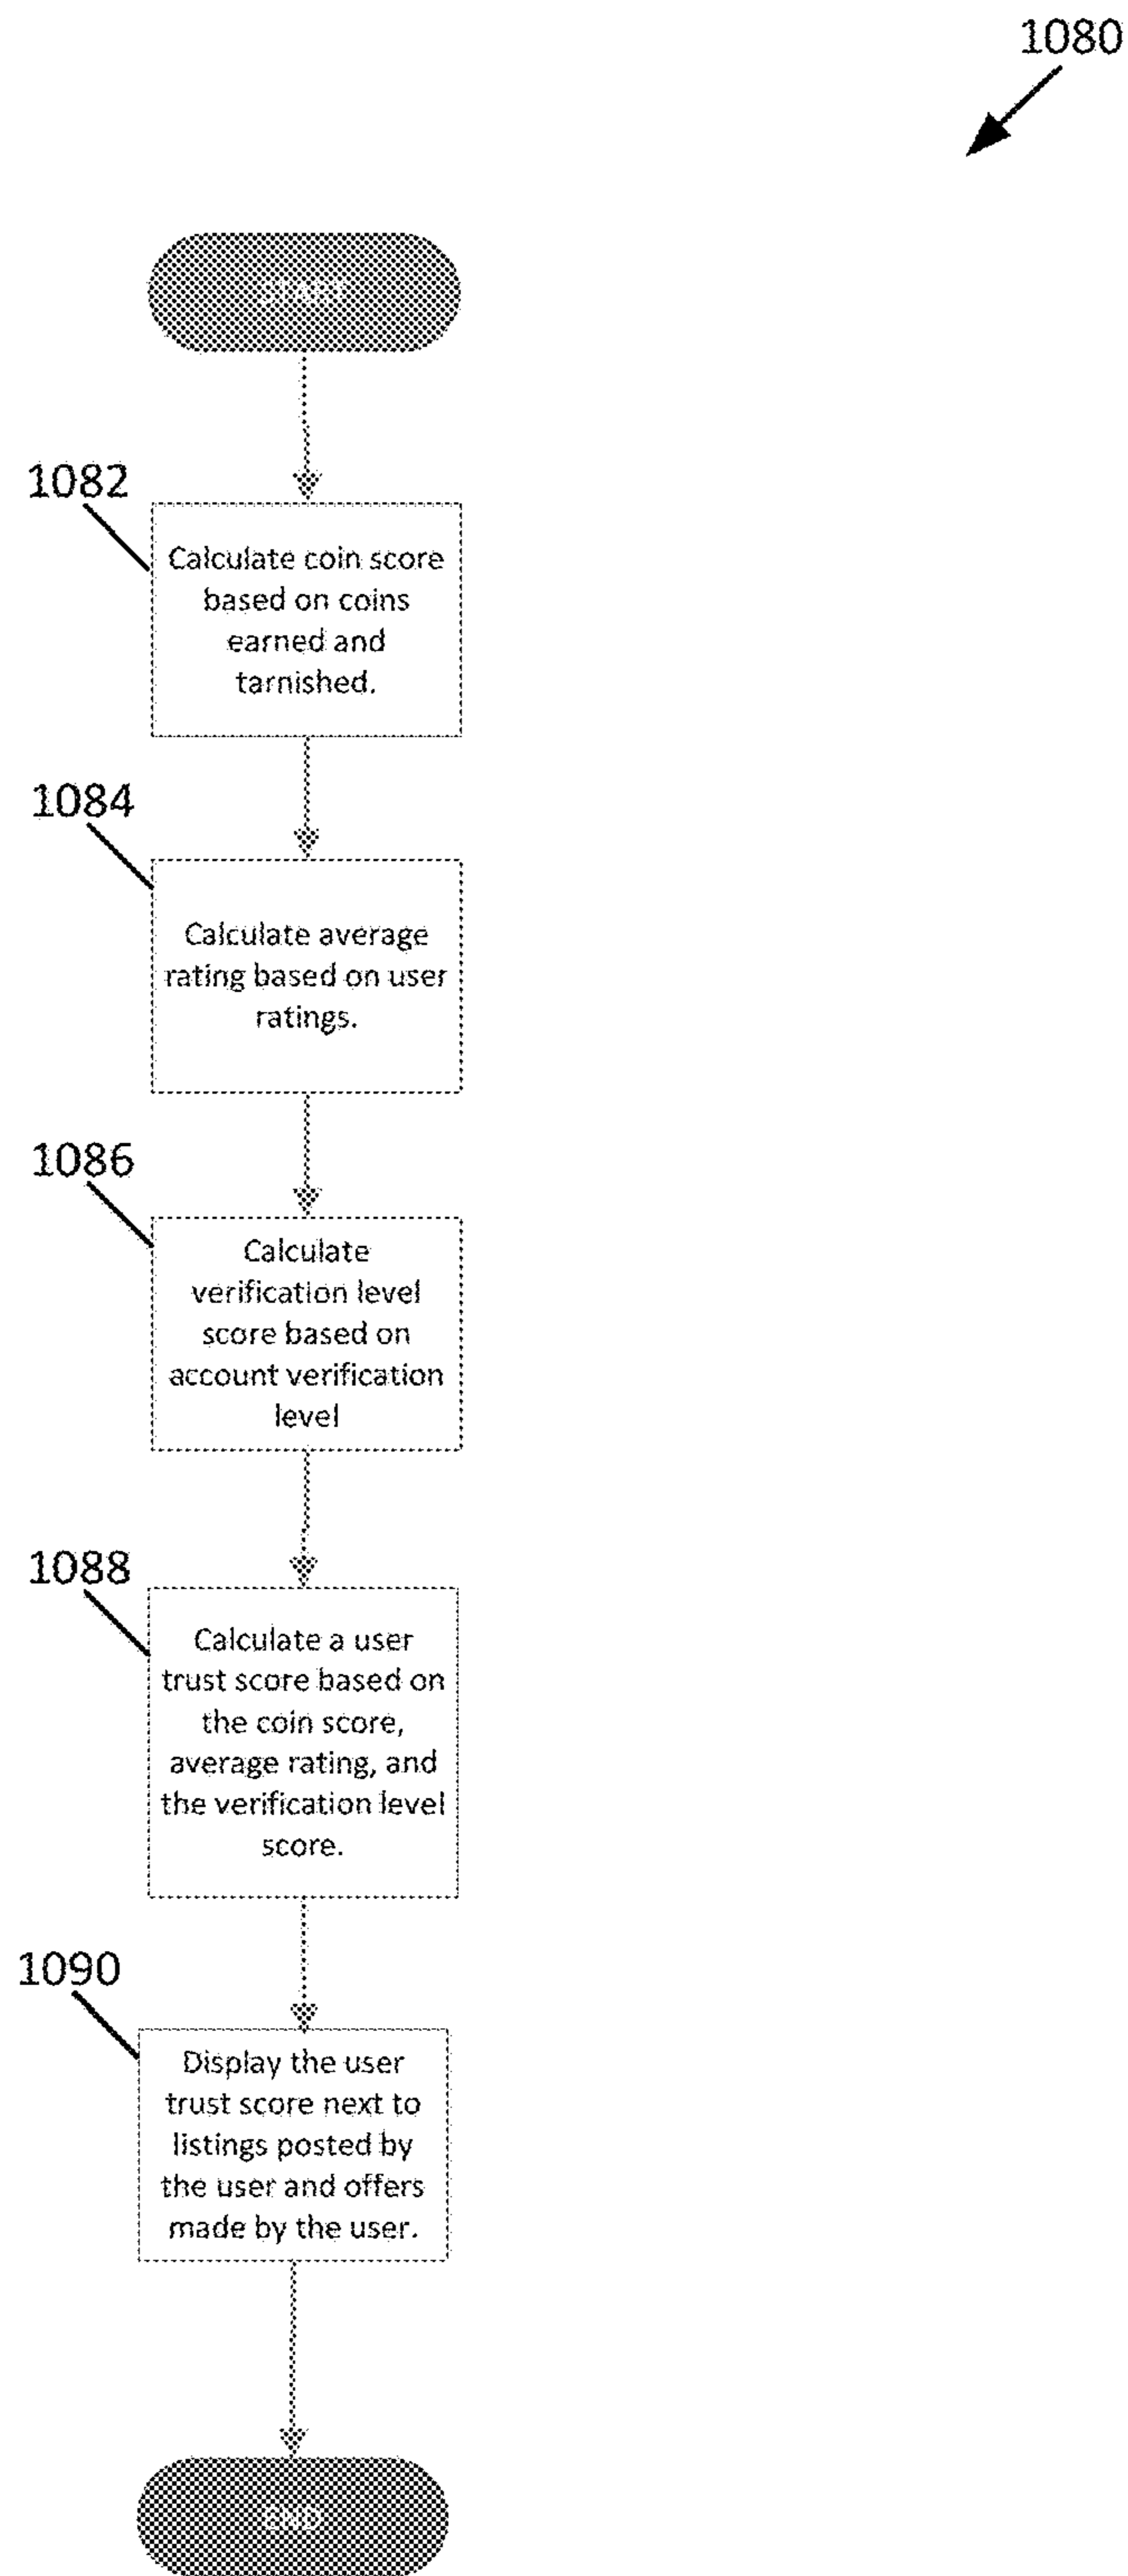 1080
START
1082
Calculate coin score
based on coins
earned and
tarnished.
1084
Calculate average
rating based on user
ratings.
1086
Calculate
verification level
score based on
account verification
level
1088
Calculate a user
trust score based on
the coin score,
average rating, and
the verification level
score.
1090
Display the user
trust score next to
listings posted by
the user and offers
made by the user.
END